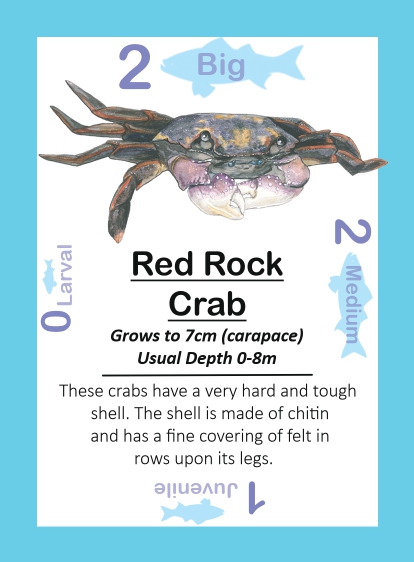 2 Big
2 Medium
0 Larval
Red Rock
Crab
Grows to 7cm (carapace)
Usual Depth 0-8m
These crabs have a very hard and tough
shell. The shell is made of chitin
and has a fine covering of felt in
rows upon its legs.
1 Juvenile